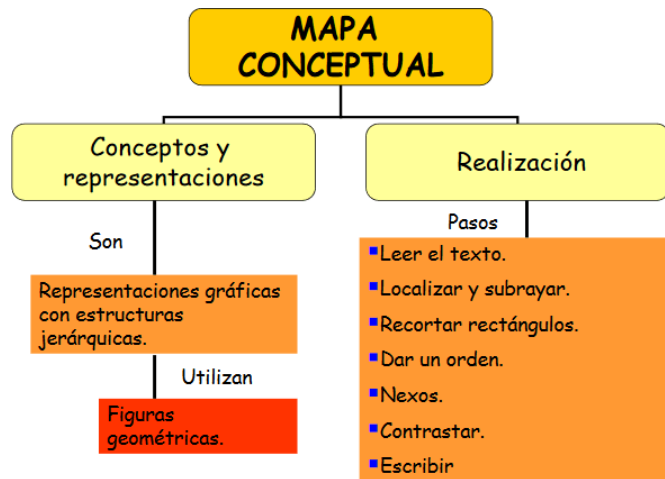 MAPA
CONCEPTUAL
Conceptos y
representaciones
Son
Representaciones gráficas
con estructuras
jerárquicas.
Utilizan
Figuras
geométricas.
Realización
Pasos
Leer el texto.
Localizar y subrayar.
Recortar rectángulos.
Dar un orden.
Nexos.
Contrastar.
Escribir